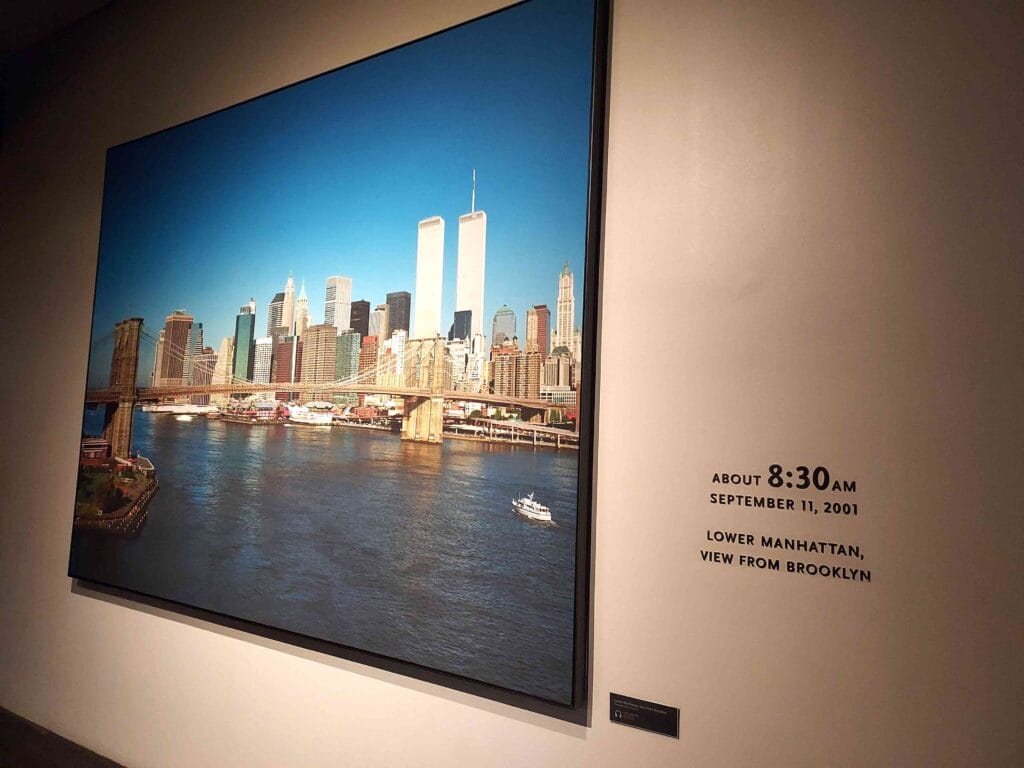 ABOUT 8:30AM
SEPTEMBER 11, 2001
LOWER MANHATTAN,
VIEW FROM BROOKLYN